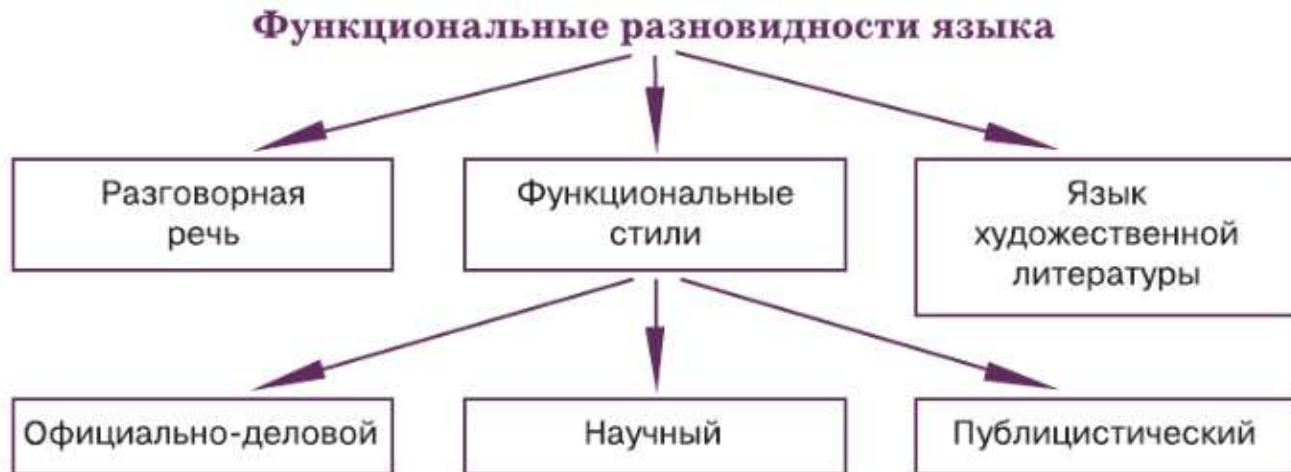 Функциональные разновидности языка
Разговорная
речь
Функциональные
стили
Язык
художественной
литературы
Официально-деловой
Научный
Публицистический